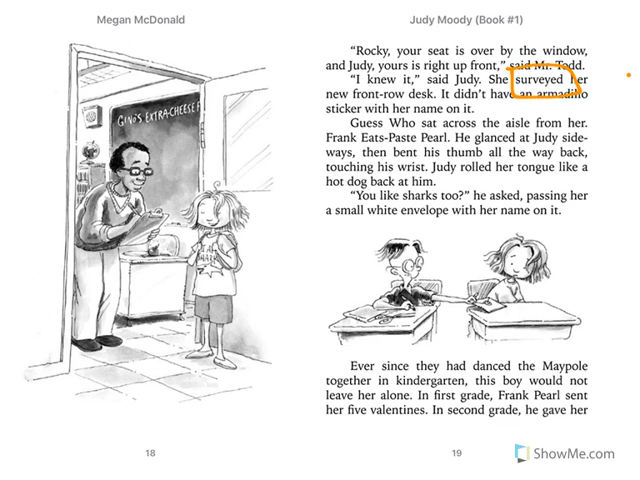 Megan McDonald
Judy Moody (Book #1)
GINO'S EXTRA-CHEESE P
"Rocky, your seat is over by the window,
and Judy, yours is right up front," said Mr. Todd.
"I knew it," said Judy. She surveyed her
new front-row desk. It didn't have an armadillo
sticker with her name on it.
Guess Who sat across the aisle from her.
Frank Eats-Paste Pearl. He glanced at Judy side-
ways, then bent his thumb all the way back,
touching his wrist. Judy rolled her tongue like a
hot dog back at him.
"You like sharks too?" he asked, passing her
a small white envelope with her name on it.
Ever since they had danced the Maypole
together in kindergarten, this boy would not
leave her alone. In first grade, Frank Pearl sent
her five valentines. In second grade, he gave her
18
19
ShowMe.com